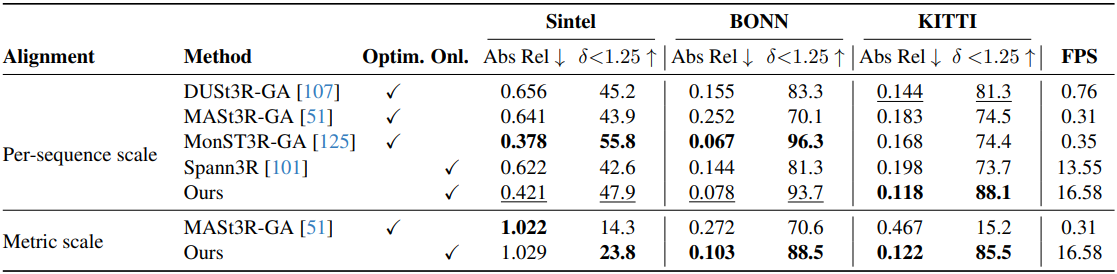 Sintel BONN KITTI
Alignment Method Optim. Onl. Abs Rel ↓ δ<1.25 ↑ Abs Rel ↓ δ<1.25 ↑ Abs Rel ↓ δ <1.25 ↑ FPS
DUSt3R-GA [107] ✓ 0.656 45.2 0.155 83.3 0.144 81.3 0.76
MASt3R-GA [51] ✓ 0.641 43.9 0.252 70.1 0.183 74.5 0.31
Per-sequence scale MonST3R-GA [125] ✓ 0.378 55.8 0.067 96.3 0.168 74.4 0.35
Spann3R [101] ✓ 0.622 42.6 0.144 81.3 0.198 73.7 13.55
Ours ✓ 0.421 47.9 0.078 93.7 0.118 88.1 16.58
Metric scale MASt3R-GA [51] ✓ 1.022 14.3 0.272 70.6 0.467 15.2 0.31
Ours ✓ 1.029 23.8 0.103 88.5 0.122 85.5 16.58